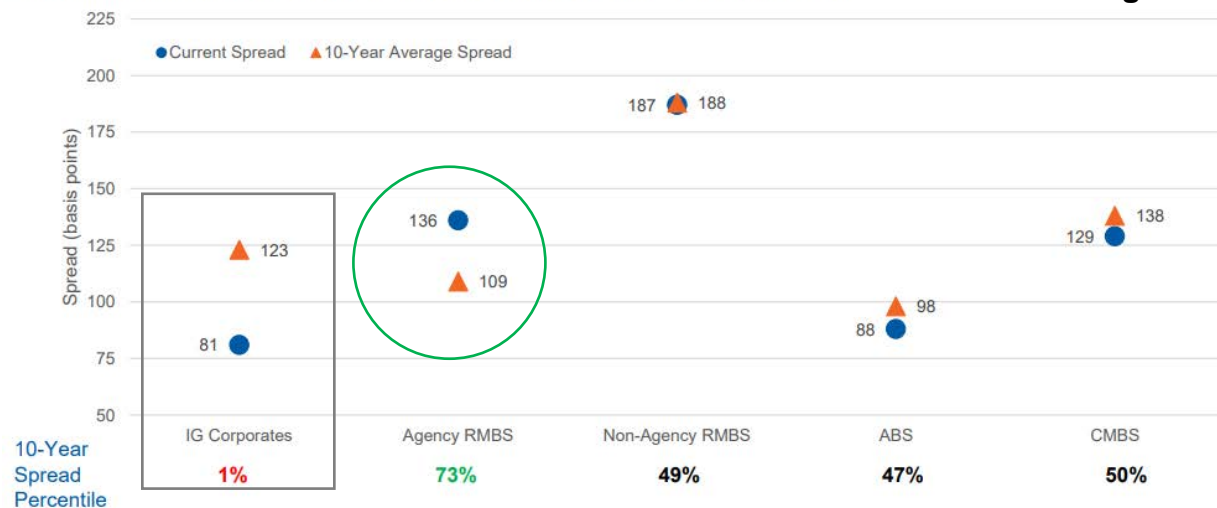 225
● Current Spread ▲ 10-Year Average Spread
200
187 188
175
150
136
138
129
125
123
109
100
98
88
81
75
50
Spread (basis points)
IG Corporates Agency RMBS Non-Agency RMBS ABS CMBS
10-Year
Spread
Percentile
1% 73% 49% 47% 50%